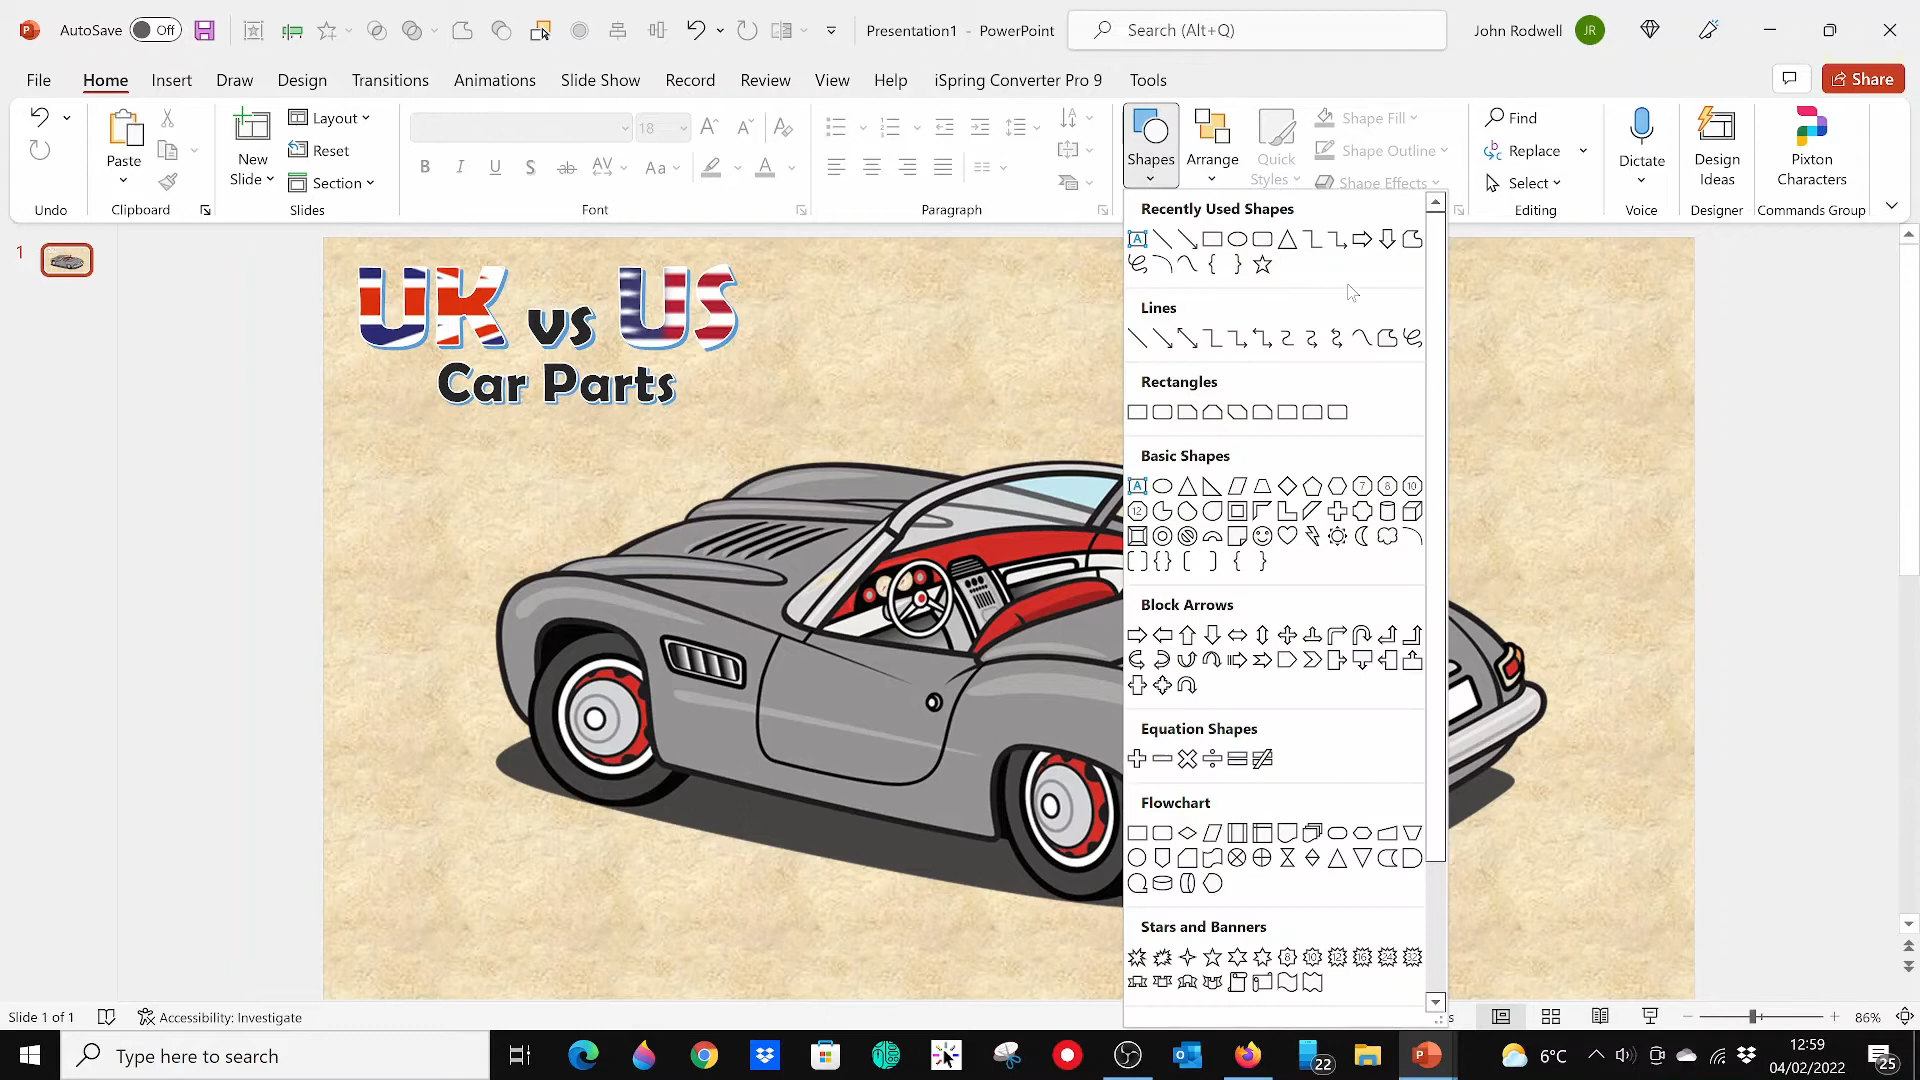 AutoSave Off Presentation1 - PowerPoint Search (Alt+Q) John Rodwell JR
File Home Insert Draw Design Transitions Animations Slide Show Record Review View Help iSpring Converter Pro 9 Tools Share
Paste New Slide Layout Reset Section 18 Shapes Arrange Quick Styles Shape Fill Shape Outline Shape Effects Find Replace Select Dictate Design Ideas Pixton Characters
Undo Clipboard Slides Font Paragraph Editing Voice Designer Commands Group
1
UK vs US
Car Parts
Recently Used Shapes
Lines
Rectangles
Basic Shapes
Block Arrows
Equation Shapes
Flowchart
Stars and Banners
Slide 1 of 1 Accessibility: Investigate 86%
Type here to search 22 6°C 12:59
04/02/2022 25